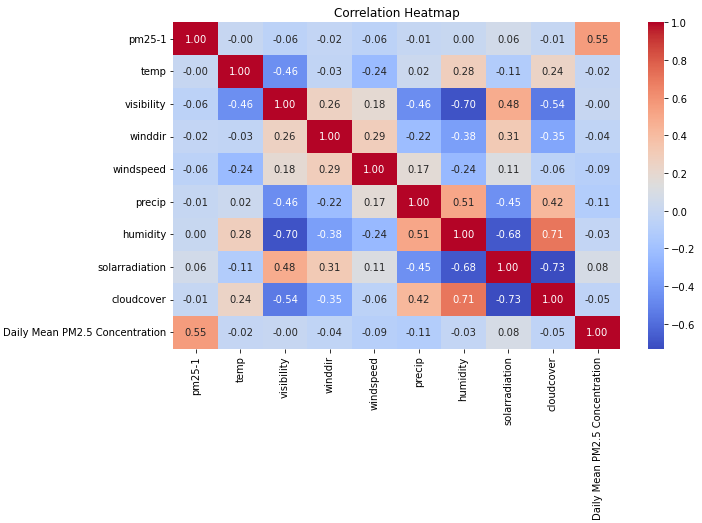 Correlation Heatmap
pm25-1 1.00 -0.00 -0.06 -0.02 -0.06 -0.01 0.00 0.06 -0.01 0.55
temp -0.00 1.00 -0.46 -0.03 -0.24 0.02 0.28 -0.11 0.24 -0.02
visibility -0.06 -0.46 1.00 0.26 0.18 -0.46 -0.70 0.48 -0.54 -0.00
winddir -0.02 -0.03 0.26 1.00 0.29 -0.22 -0.38 0.31 -0.35 -0.04
windspeed -0.06 -0.24 0.18 0.29 1.00 0.17 -0.24 0.11 -0.06 -0.09
precip -0.01 0.02 -0.46 -0.22 0.17 1.00 0.51 -0.45 0.42 -0.11
humidity 0.00 0.28 -0.70 -0.38 -0.24 0.51 1.00 -0.68 0.71 -0.03
solarradiation 0.06 -0.11 0.48 0.31 0.11 -0.45 -0.68 1.00 -0.73 0.08
cloudcover -0.01 0.24 -0.54 -0.35 -0.06 0.42 0.71 -0.73 1.00 -0.05
Daily Mean PM2.5 Concentration 0.55 -0.02 -0.00 -0.04 -0.09 -0.11 -0.03 0.08 -0.05 1.00
pm25-1
temp
visibility
winddir
windspeed
precip
humidity
solarradiation
cloudcover
Daily Mean PM2.5 Concentration
1.0
0.8
0.6
0.4
0.2
0.0
−0.2
−0.4
−0.6